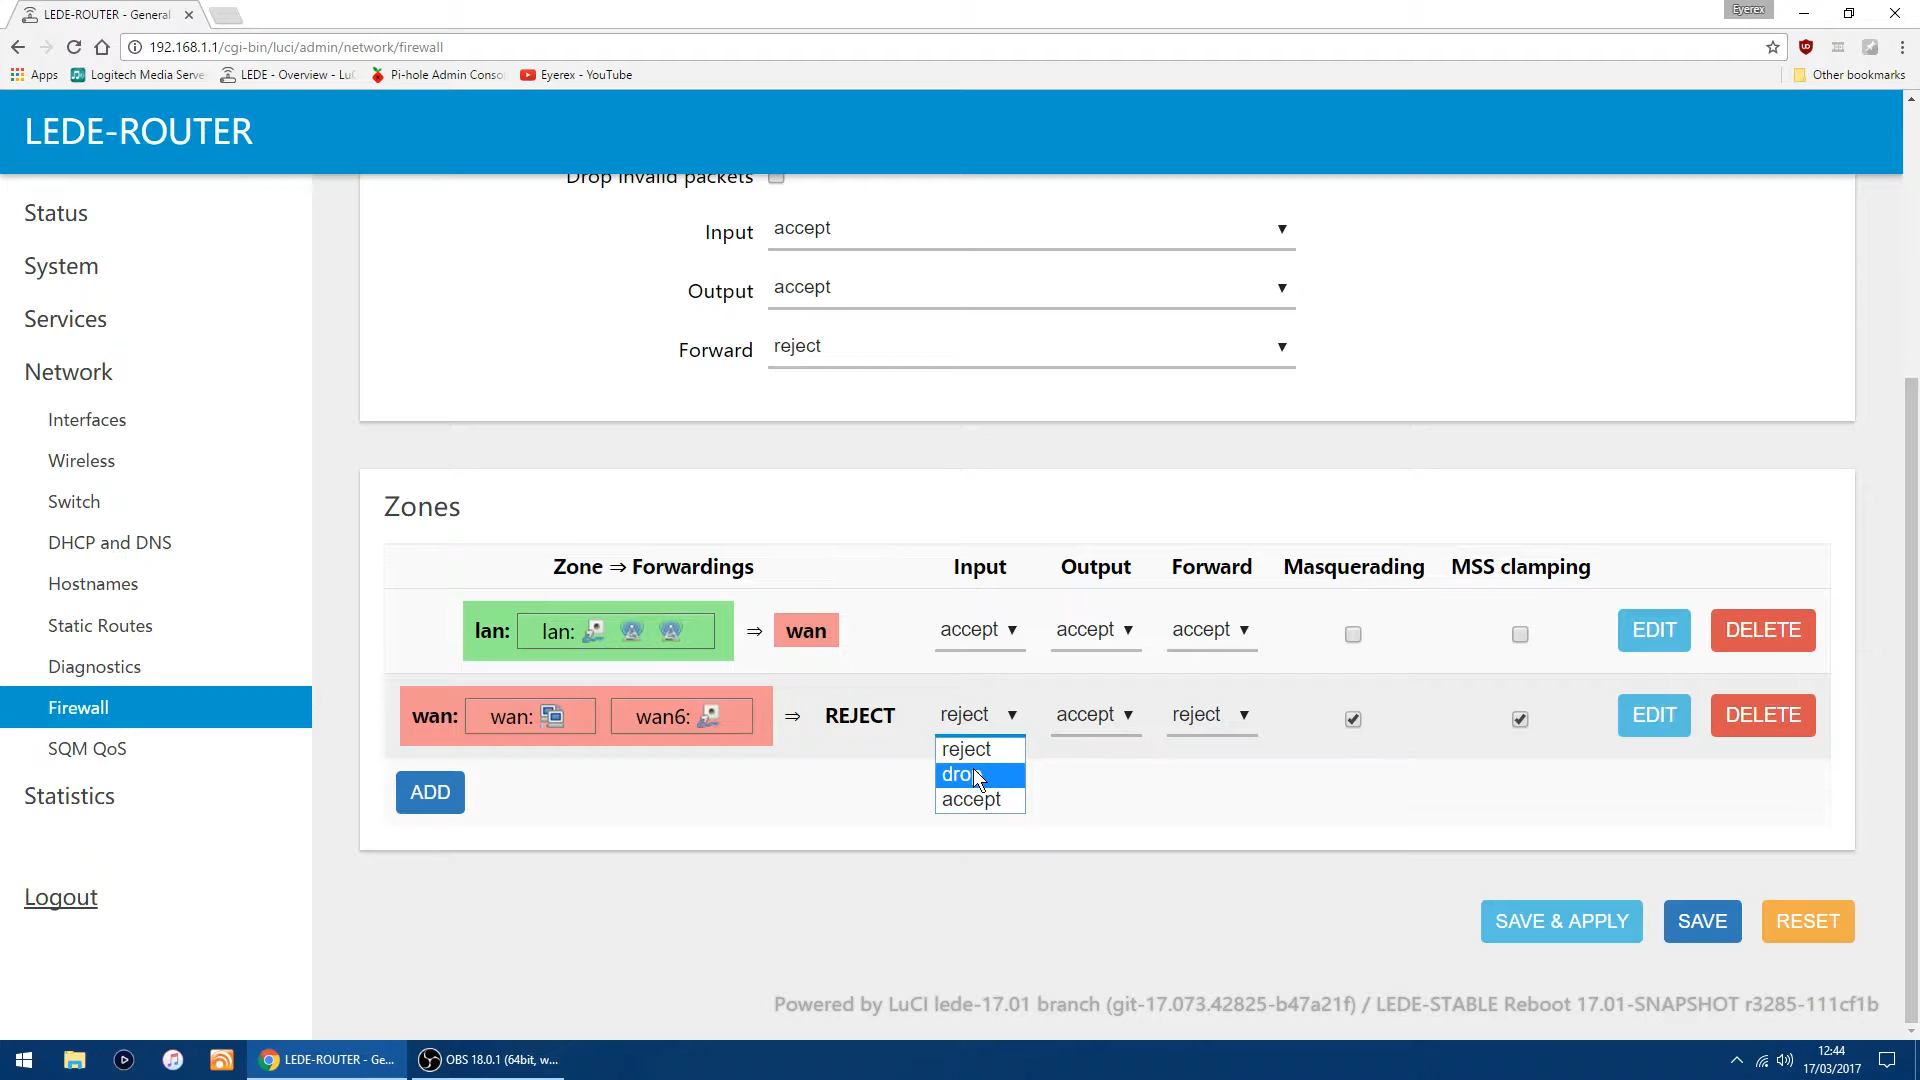 LEDE-ROUTER - General
Eyerex
192.168.1.1/cgi-bin/luci/admin/network/firewall
Apps
Logitech Media Serve
LEDE - Overview - Lu
Pi-hole Admin Conso
Eyerex - YouTube
Other bookmarks
LEDE-ROUTER
Status
System
Services
Network
Interfaces
Wireless
Switch
DHCP and DNS
Hostnames
Static Routes
Diagnostics
Firewall
SQM QoS
Statistics
Logout
Drop invalid packets
Input accept
Output accept
Forward reject
Zones
Zone ⇒ Forwardings Input Output Forward Masquerading MSS clamping
lan: lan: ⇒ wan accept accept accept EDIT DELETE
wan: wan: wan6: ⇒ REJECT reject accept reject EDIT DELETE
reject
drop
accept
ADD
SAVE & APPLY SAVE RESET
Powered by LuCI lede-17.01 branch (git-17.073.42825-b47a21f) / LEDE-STABLE Reboot 17.01-SNAPSHOT r3285-111cf1b
LEDE-ROUTER - Ge...
OBS 18.0.1 (64bit, w...
12:44
17/03/2017